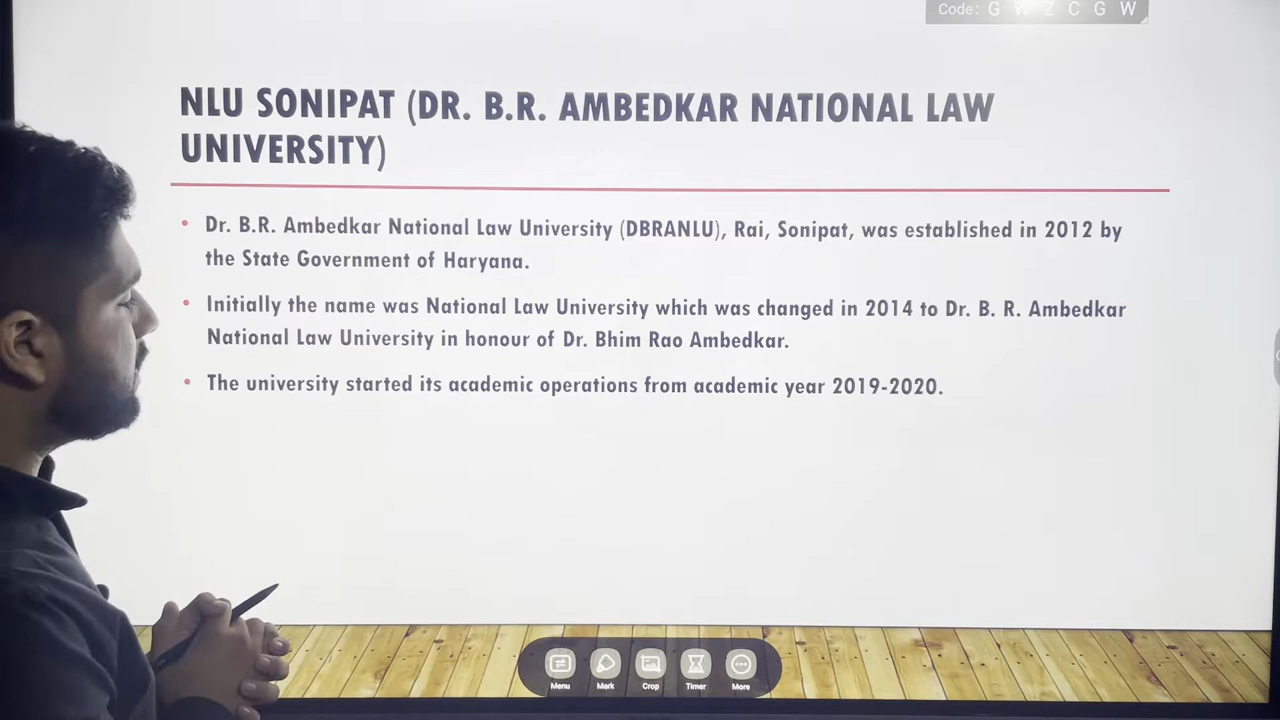 Code: G W Z C G W
NLU SONIPAT (DR. B.R. AMBEDKAR NATIONAL LAW
UNIVERSITY)
• Dr. B.R. Ambedkar National Law University (DBRANLU), Rai, Sonipat, was established in 2012 by
the State Government of Haryana.
• Initially the name was National Law University which was changed in 2014 to Dr. B. R. Ambedkar
National Law University in honour of Dr. Bhim Rao Ambedkar.
• The university started its academic operations from academic year 2019-2020.
Menu Mark Crop Timer More